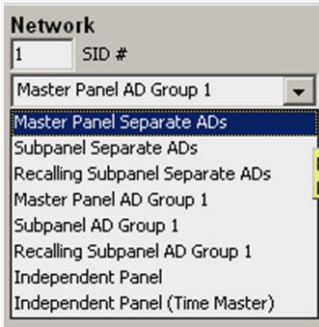 Network
1 SID #
Master Panel AD Group 1
Master Panel Separate ADs
Subpanel Separate ADs
Recalling Subpanel Separate ADs
Master Panel AD Group 1
Subpanel AD Group 1
Recalling Subpanel AD Group 1
Independent Panel
Independent Panel (Time Master)